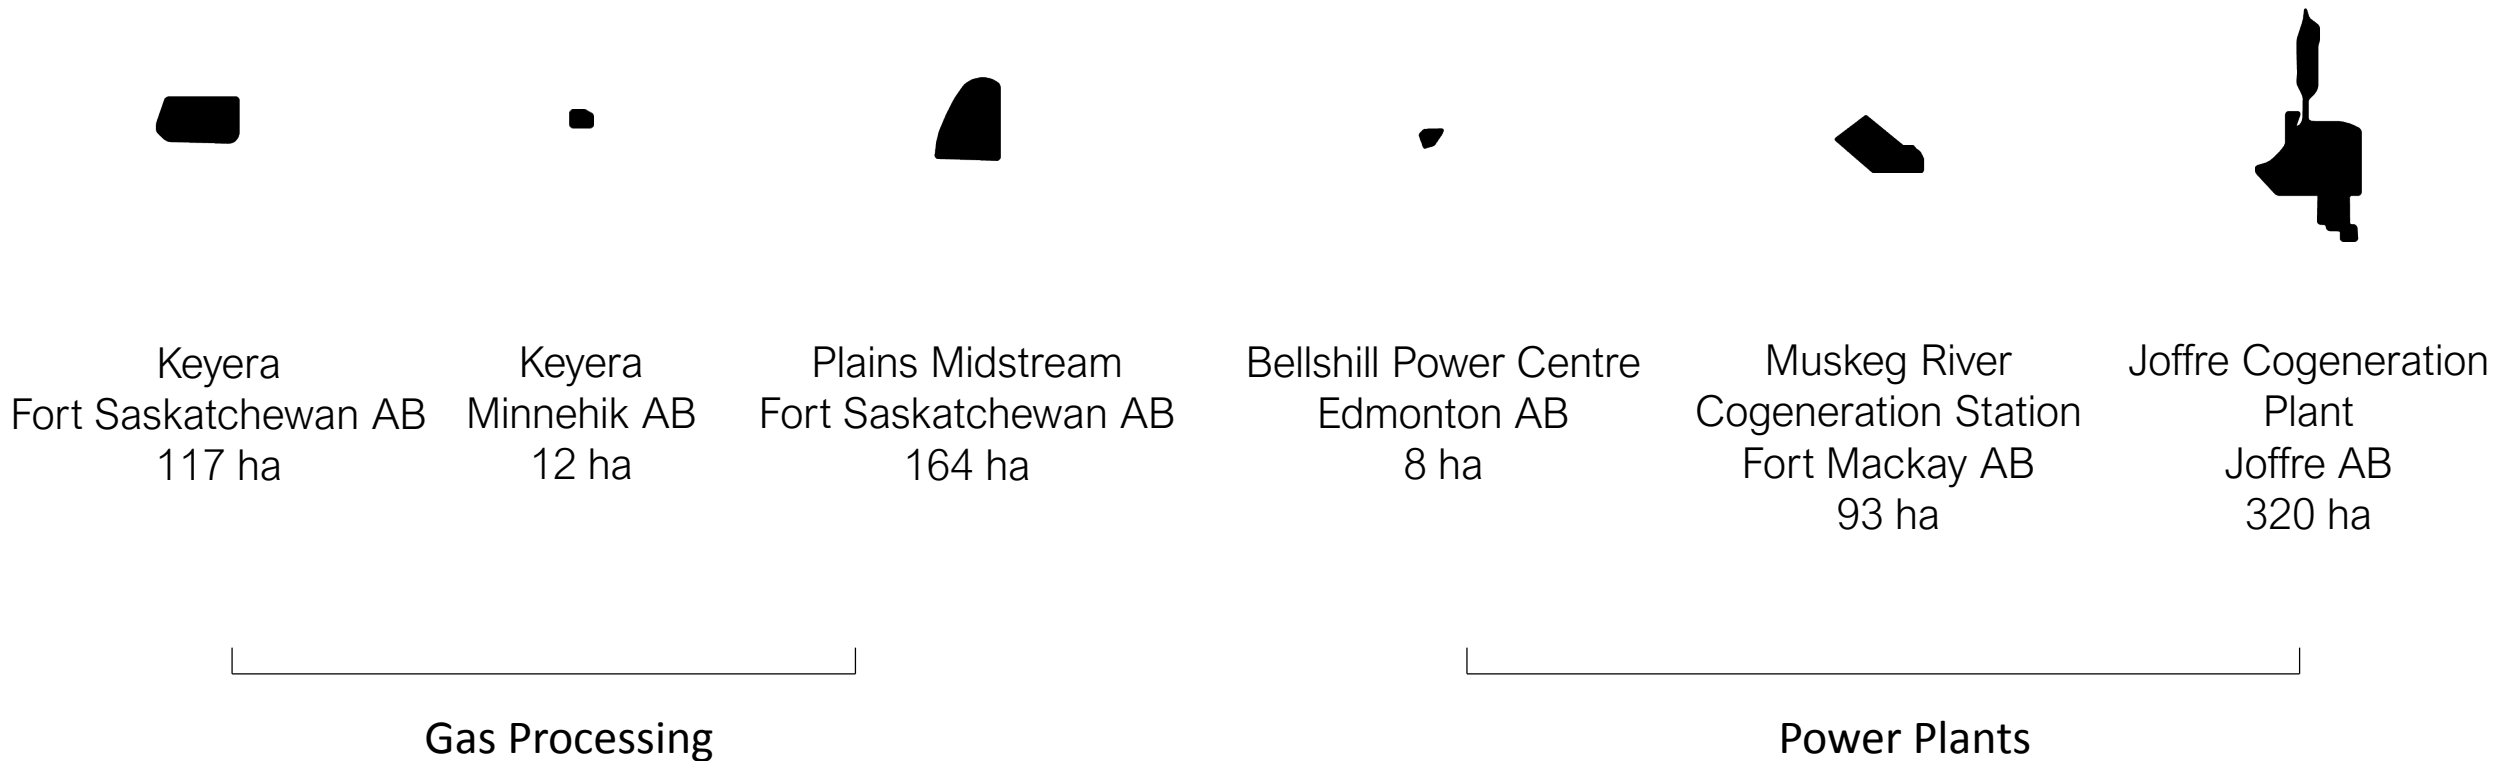 Keyera
Fort Saskatchewan AB
117 ha
Keyera
Minnehik AB
12 ha
Plains Midstream
Fort Saskatchewan AB
164 ha
Bellshill Power Centre
Edmonton AB
8 ha
Muskeg River
Cogeneration Station
Fort Mackay AB
93 ha
Joffre Cogeneration
Plant
Joffre AB
320 ha
Gas Processing
Power Plants